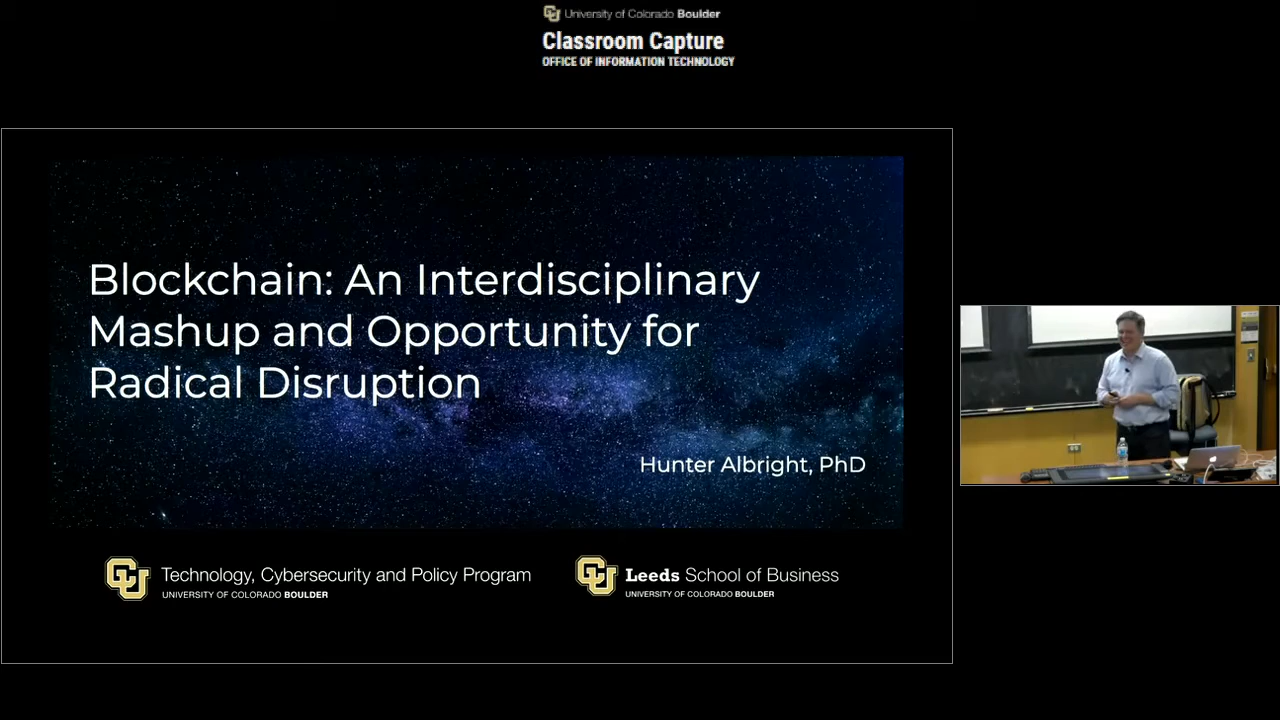 University of Colorado Boulder
Classroom Capture
OFFICE OF INFORMATION TECHNOLOGY
Blockchain: An Interdisciplinary
Mashup and Opportunity for
Radical Disruption
Hunter Albright, PhD
CU Technology, Cybersecurity and Policy Program
UNIVERSITY OF COLORADO BOULDER
CU Leeds School of Business
UNIVERSITY OF COLORADO BOULDER